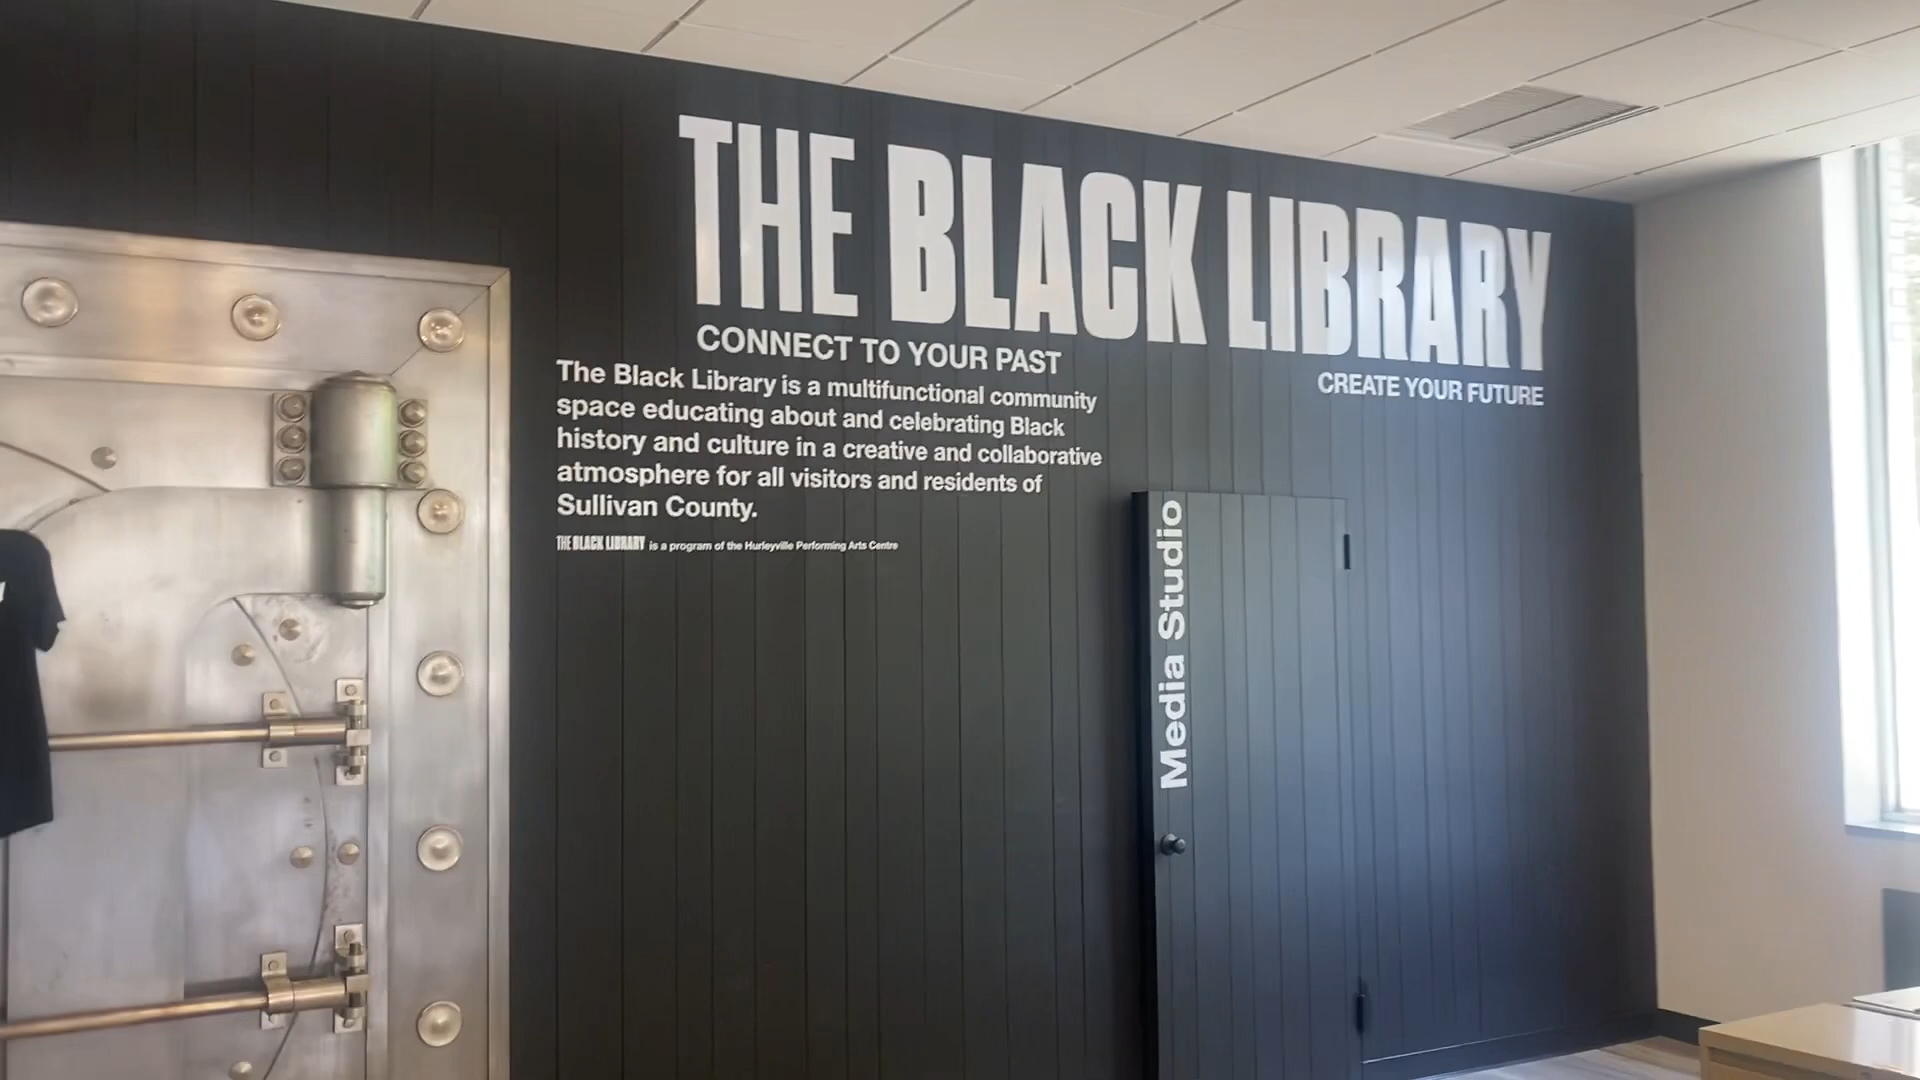 THE BLACK LIBRARY
CONNECT TO YOUR PAST
CREATE YOUR FUTURE
The Black Library is a multifunctional community
space educating about and celebrating Black
history and culture in a creative and collaborative
atmosphere for all visitors and residents of
Sullivan County.
THE BLACK LIBRARY is a program of the Hurleyville Performing Arts Centre
Media Studio